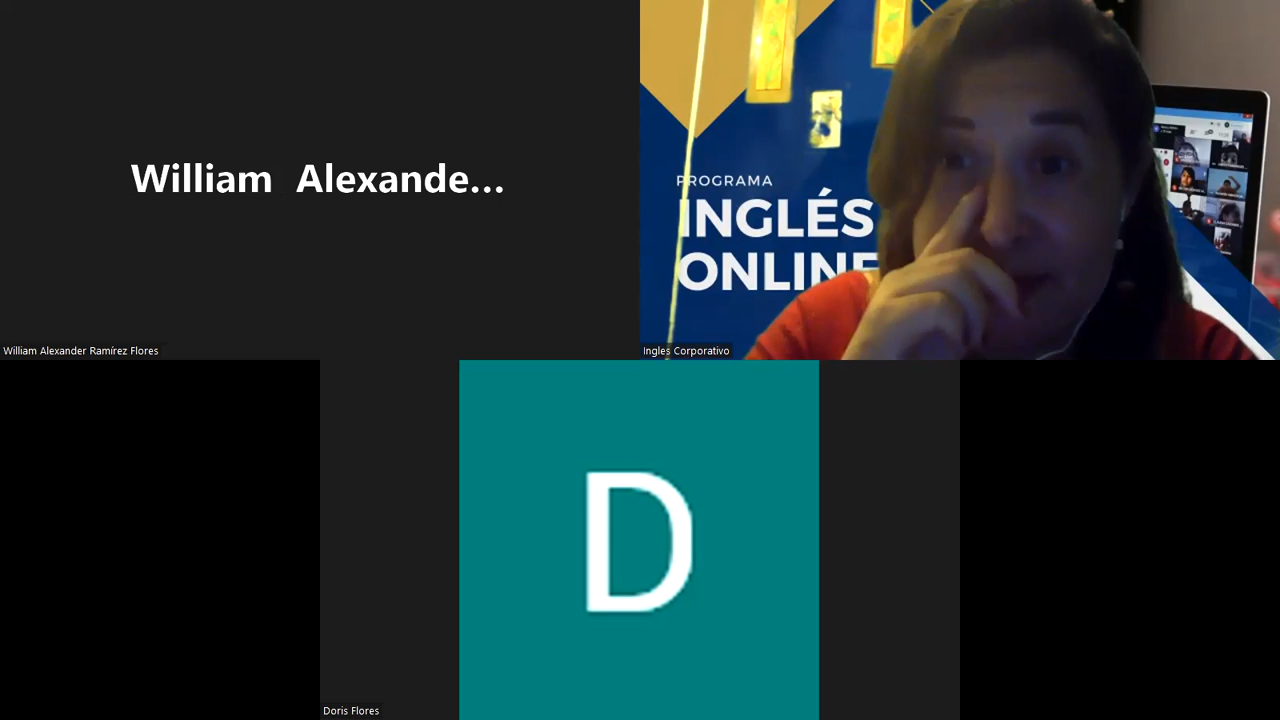 William Alexande...
William Alexander Ramírez Flores
PROGRAMA
INGLÉS
ONLINE
Ingles Corporativo
D
Doris Flores